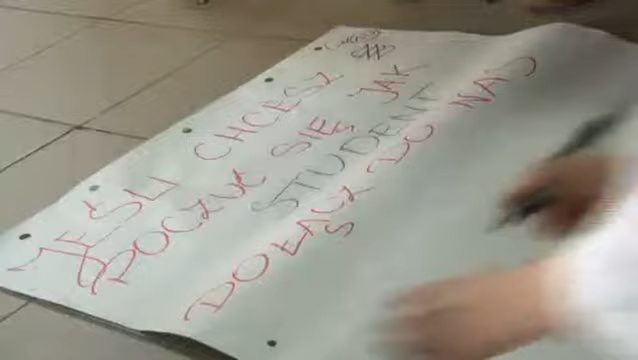 JEŚLI CHCESZ
POCZUĆ SIĘ JAK
STUDENT
DOŁĄCZ DO NAS